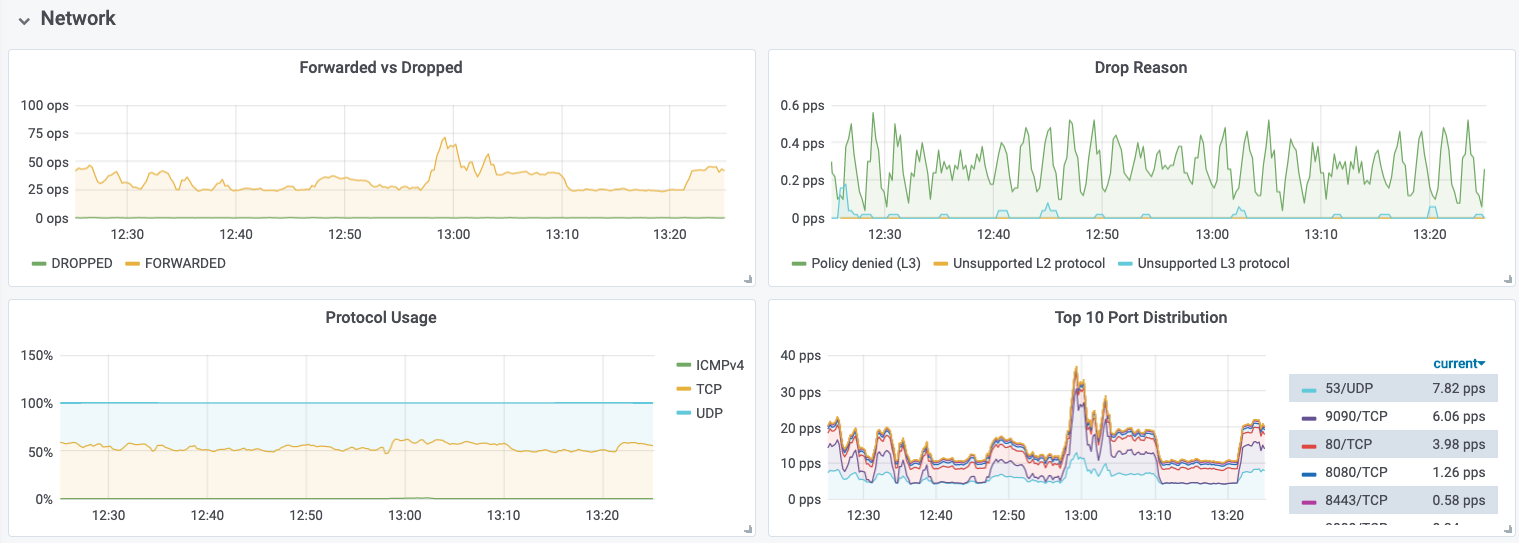 Network
Forwarded vs Dropped
100 ops
75 ops
50 ops
25 ops
0 ops
12:30 12:40 12:50 13:00 13:10 13:20
DROPPED FORWARDED
Drop Reason
0.6 pps
0.4 pps
0.2 pps
0 pps
12:30 12:40 12:50 13:00 13:10 13:20
Policy denied (L3) Unsupported L2 protocol Unsupported L3 protocol
Protocol Usage
150%
100%
50%
0%
12:30 12:40 12:50 13:00 13:10 13:20
ICMPv4
TCP
UDP
Top 10 Port Distribution
40 pps
30 pps
20 pps
10 pps
0 pps
12:30 12:40 12:50 13:00 13:10 13:20
current
53/UDP 7.82 pps
9090/TCP 6.06 pps
80/TCP 3.98 pps
8080/TCP 1.26 pps
8443/TCP 0.58 pps